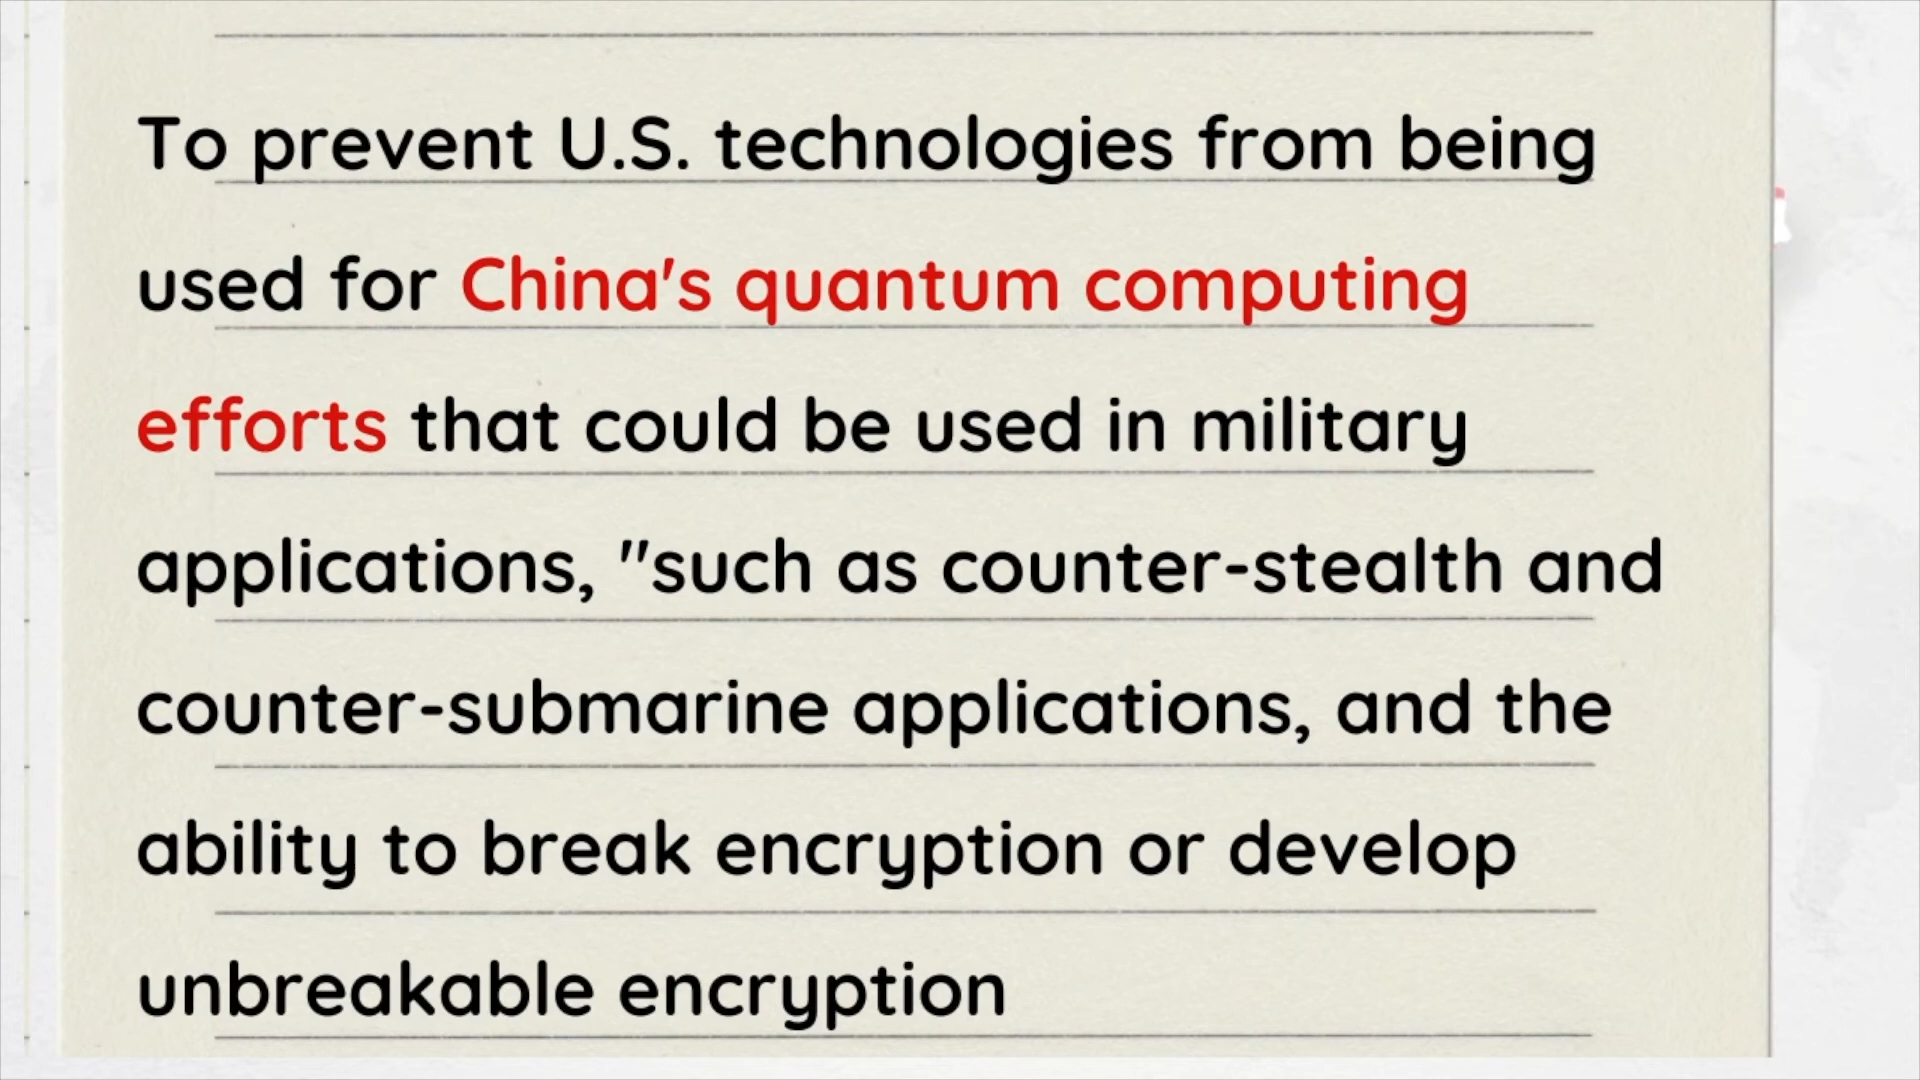 To prevent U.S. technologies from being
used for China's quantum computing
efforts that could be used in military
applications, "such as counter-stealth and
counter-submarine applications, and the
ability to break encryption or develop
unbreakable encryption